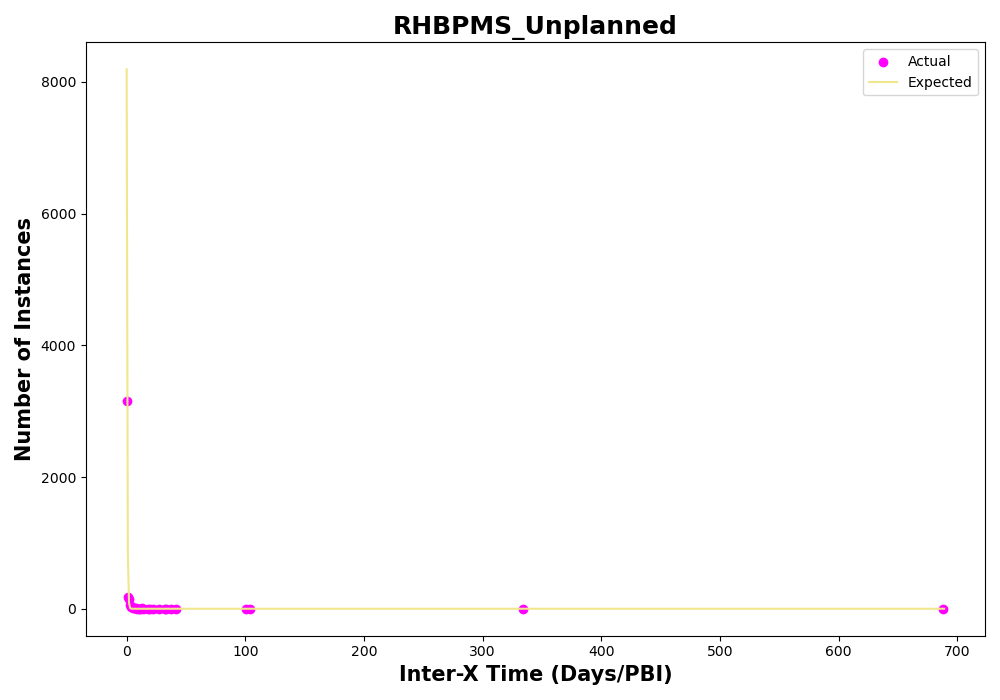 RHBPMS_Unplanned
Actual
Expected
8000
6000
4000
2000
0
Number of Instances
0 100 200 300 400 500 600 700
Inter-X Time (Days/PBI)